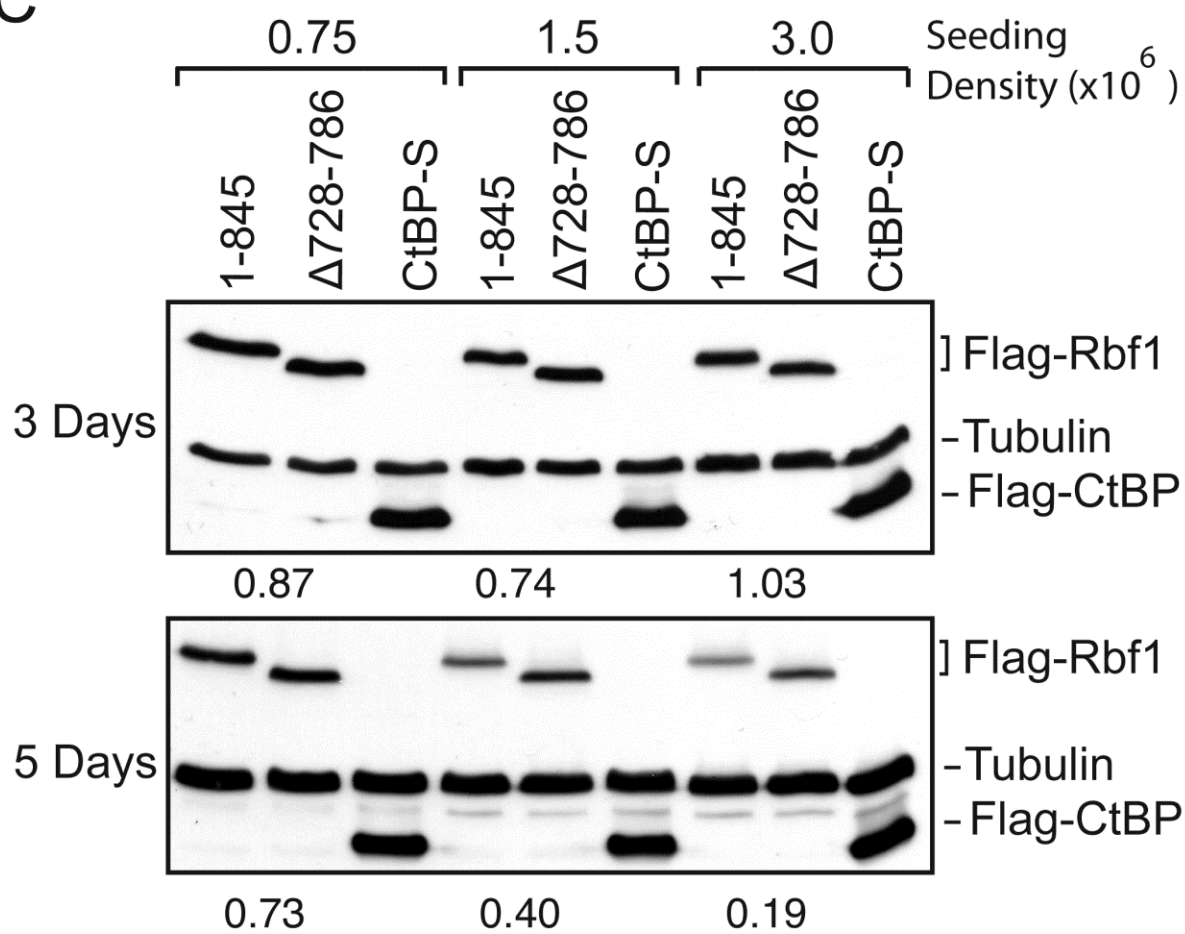 C
0.75 1.5 3.0 Seeding
Density (x10^6 )
1-845 Δ728-786 CtBP-S 1-845 Δ728-786 CtBP-S 1-845 Δ728-786 CtBP-S
] Flag-Rbf1
3 Days
-Tubulin
-Flag-CtBP
0.87 0.74 1.03
] Flag-Rbf1
5 Days -Tubulin
-Flag-CtBP
0.73 0.40 0.19